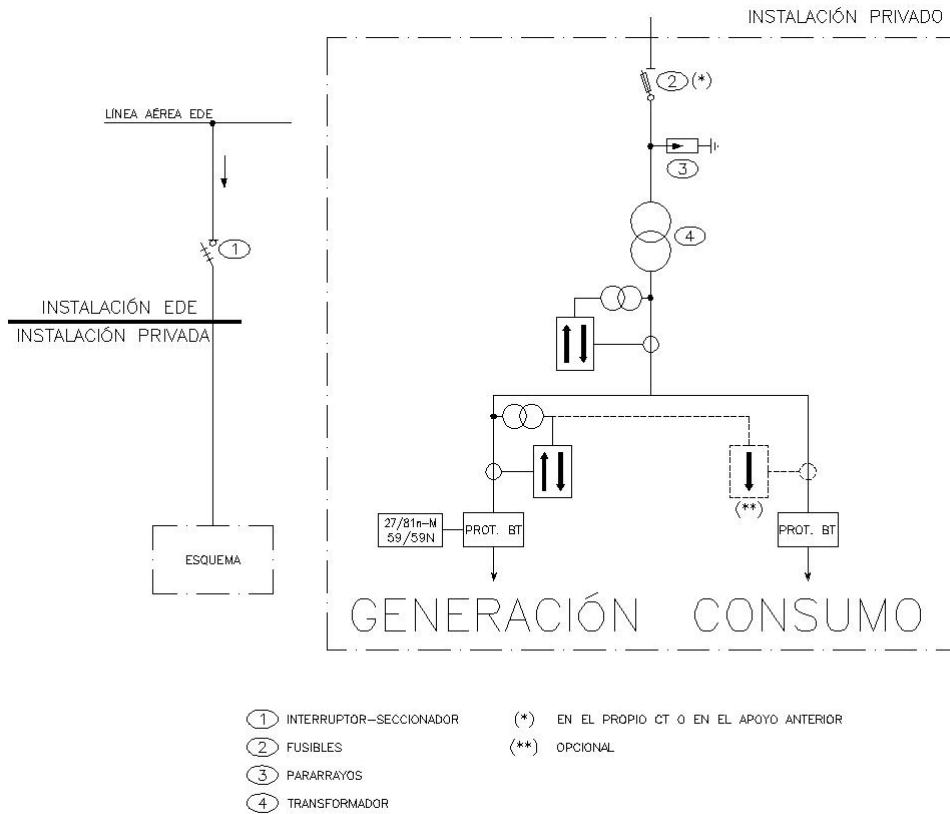 INSTALACIÓN PRIVADO
LÍNEA AÉREA EDE
1
INSTALACIÓN EDE
INSTALACIÓN PRIVADA
ESQUEMA
2 (*)
3
4
(**)
27/81n-M
59/59N
PROT. BT
PROT. BT
GENERACIÓN
CONSUMO
1 INTERRUPTOR-SECCIONADOR
2 FUSIBLES
3 PARARRAYOS
4 TRANSFORMADOR
(*) EN EL PROPIO CT O EN EL APOYO ANTERIOR
(**) OPCIONAL